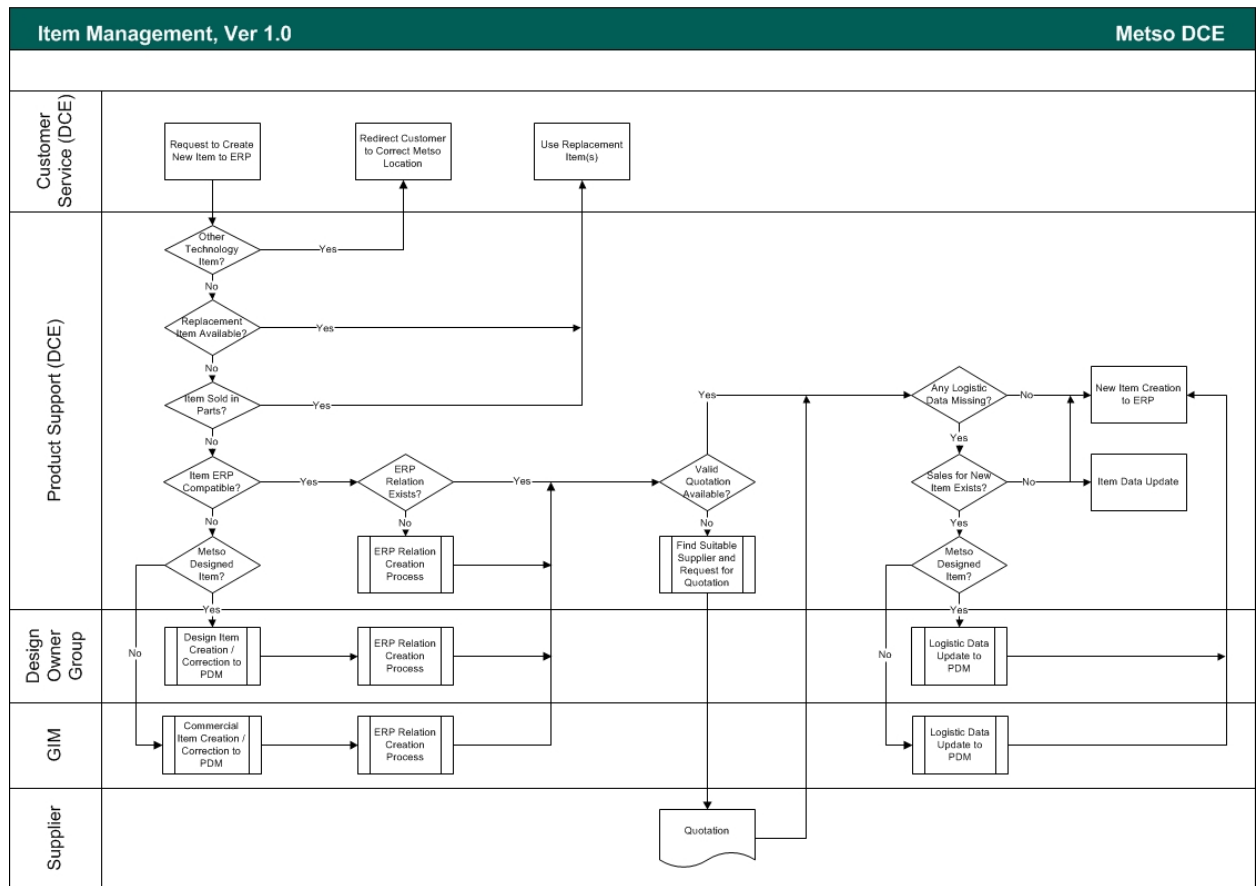 Item Management, Ver 1.0
Metso DCE
Customer
Service (DCE)
Request to Create
New Item to ERP
Redirect Customer
to Correct Metso
Location
Use Replacement
Item(s)
Product Support (DCE)
Other
Technology
Item?
Yes
No
Replacement
Item Available?
Yes
No
Item Sold in
Parts?
Yes
No
Item ERP
Compatible?
Yes
No
ERP
Relation
Exists?
Yes
No
ERP Relation
Creation
Process
Metso
Designed
Item?
Yes
No
Valid
Quotation
Available?
Yes
No
Find Suitable
Supplier and
Request for
Quotation
Any Logistic
Data Missing?
No
Yes
New Item Creation
to ERP
Sales for New
Item Exists?
No
Yes
Item Data Update
Metso
Designed
Item?
Yes
No
Design
Owner
Group
Design Item
Creation /
Correction to
PDM
ERP Relation
Creation
Process
Logistic Data
Update to
PDM
GIM
Commercial
Item Creation /
Correction to
PDM
ERP Relation
Creation
Process
Logistic Data
Update to
PDM
Supplier
Quotation